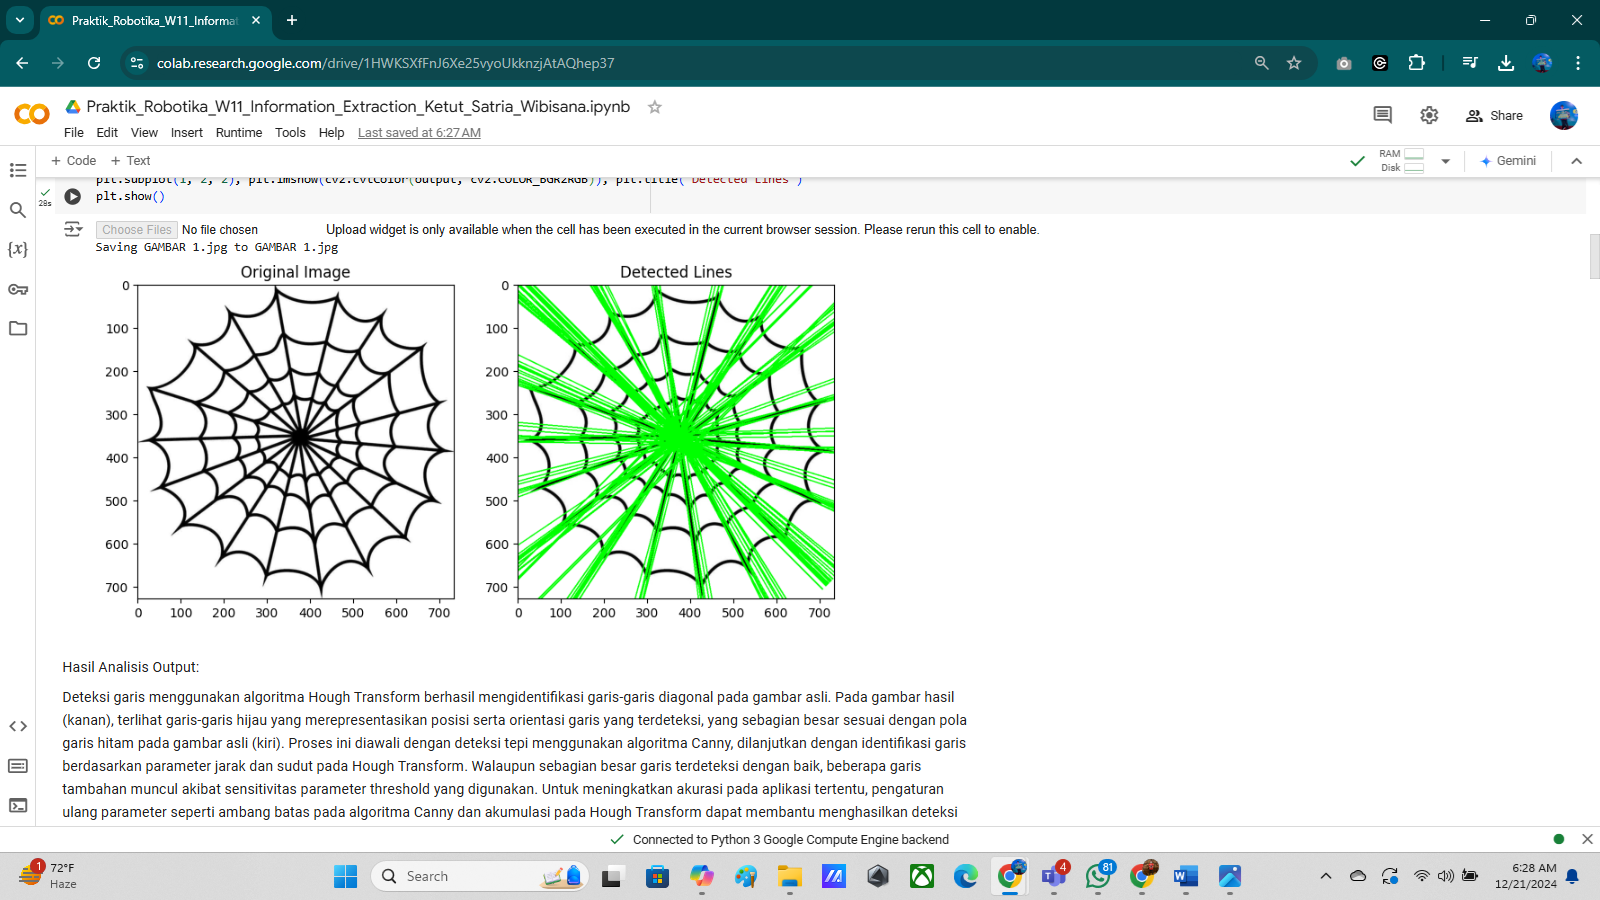 Praktik_Robotika_W11_Informat
colab.research.google.com/drive/1HWKSXfFnJ6Xe25vyoUkknzjAtAQhep37
Praktik_Robotika_W11_Information_Extraction_Ketut_Satria_Wibisana.ipynb
Share
File Edit View Insert Runtime Tools Help Last saved at 6:27 AM
+ Code + Text
RAM
Disk
Gemini
plt.subplot(1, 2, 2), plt.imshow(cv2.cvtColor(output, cv2.COLOR_BGR2RGB)), plt.title('Detected Lines')
28s
plt.show()
Choose Files No file chosen Upload widget is only available when the cell has been executed in the current browser session. Please rerun this cell to enable.
Saving GAMBAR 1.jpg to GAMBAR 1.jpg
Original Image
0
100
200
300
400
500
600
700
0 100 200 300 400 500 600 700
Detected Lines
0
100
200
300
400
500
600
700
0 100 200 300 400 500 600 700
Hasil Analisis Output:
Deteksi garis menggunakan algoritma Hough Transform berhasil mengidentifikasi garis-garis diagonal pada gambar asli. Pada gambar hasil
(kanan), terlihat garis-garis hijau yang merepresentasikan posisi serta orientasi garis yang terdeteksi, yang sebagian besar sesuai dengan pola
garis hitam pada gambar asli (kiri). Proses ini diawali dengan deteksi tepi menggunakan algoritma Canny, dilanjutkan dengan identifikasi garis
berdasarkan parameter jarak dan sudut pada Hough Transform. Walaupun sebagian besar garis terdeteksi dengan baik, beberapa garis
tambahan muncul akibat sensitivitas parameter threshold yang digunakan. Untuk meningkatkan akurasi pada aplikasi tertentu, pengaturan
ulang parameter seperti ambang batas pada algoritma Canny dan akumulasi pada Hough Transform dapat membantu menghasilkan deteksi
Connected to Python 3 Google Compute Engine backend
1
72°F
Haze
Search
4
81
6:28 AM
12/21/2024